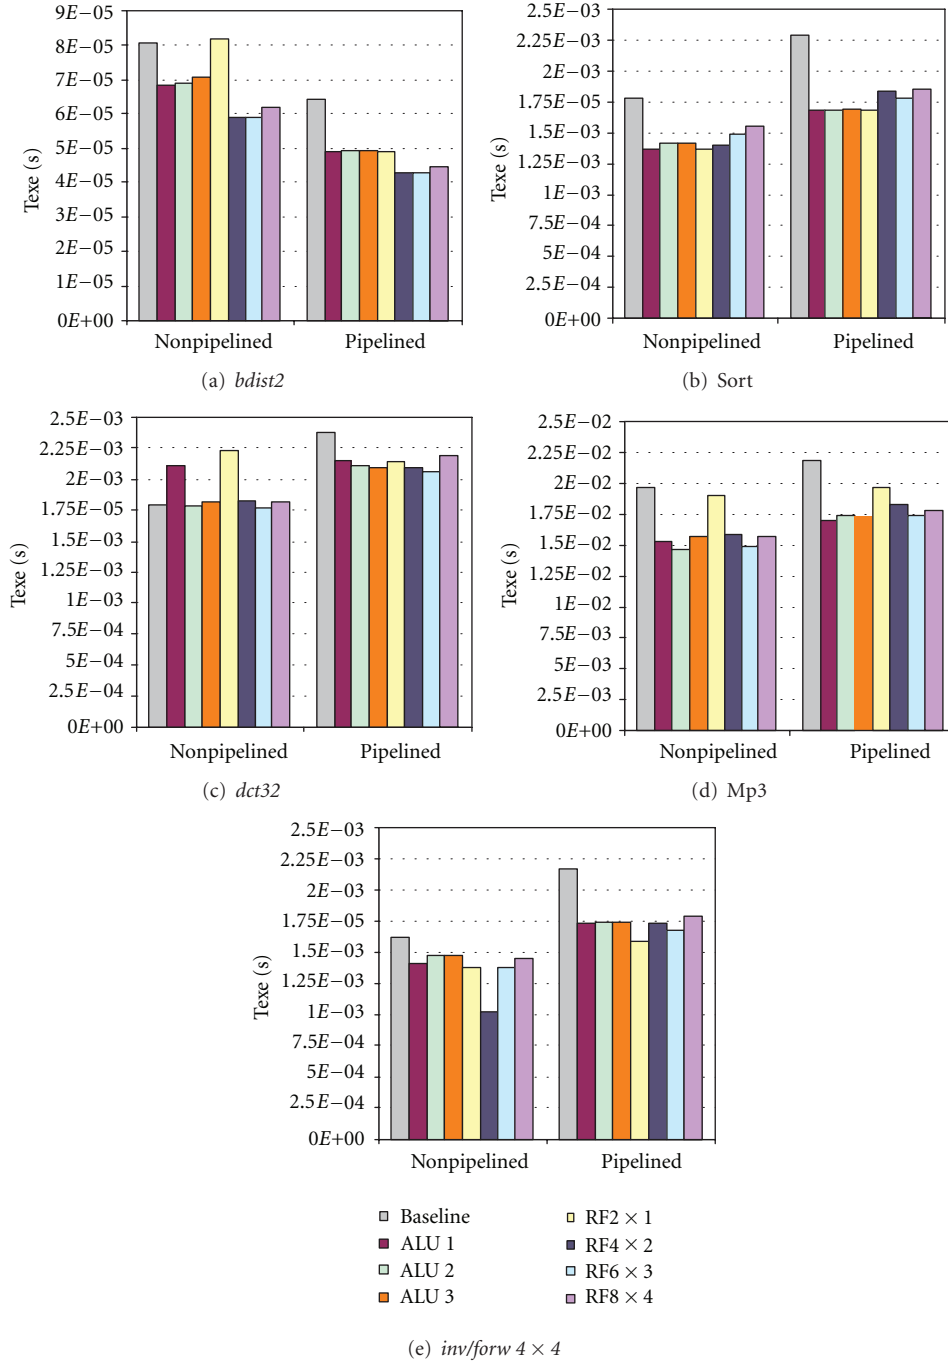 9E−05
8E−05
7E−05
6E−05
5E−05
4E−05
3E−05
2E−05
1E−05
0E+00
Texe (s)
Nonpipelined
Pipelined
(a) bdist2
2.5E−03
2.25E−03
2E−03
1.75E−05
1.5E−03
1.25E−03
1E−03
7.5E−04
5E−04
2.5E−04
0E+00
Texe (s)
Nonpipelined
Pipelined
(b) Sort
2.5E−03
2.25E−03
2E−03
1.75E−05
1.5E−03
1.25E−03
1E−03
7.5E−04
5E−04
2.5E−04
0E+00
Texe (s)
Nonpipelined
Pipelined
(c) dct32
2.5E−02
2.25E−02
2E−02
1.75E−02
1.5E−02
1.25E−02
1E−02
7.5E−03
5E−03
2.5E−03
0E+00
Texe (s)
Nonpipelined
Pipelined
(d) Mp3
2.5E−03
2.25E−03
2E−03
1.75E−05
1.5E−03
1.25E−03
1E−03
7.5E−04
5E−04
2.5E−04
0E+00
Texe (s)
Nonpipelined
Pipelined
Baseline
ALU 1
ALU 2
ALU 3
RF2 × 1
RF4 × 2
RF6 × 3
RF8 × 4
(e) inv/forw 4 × 4